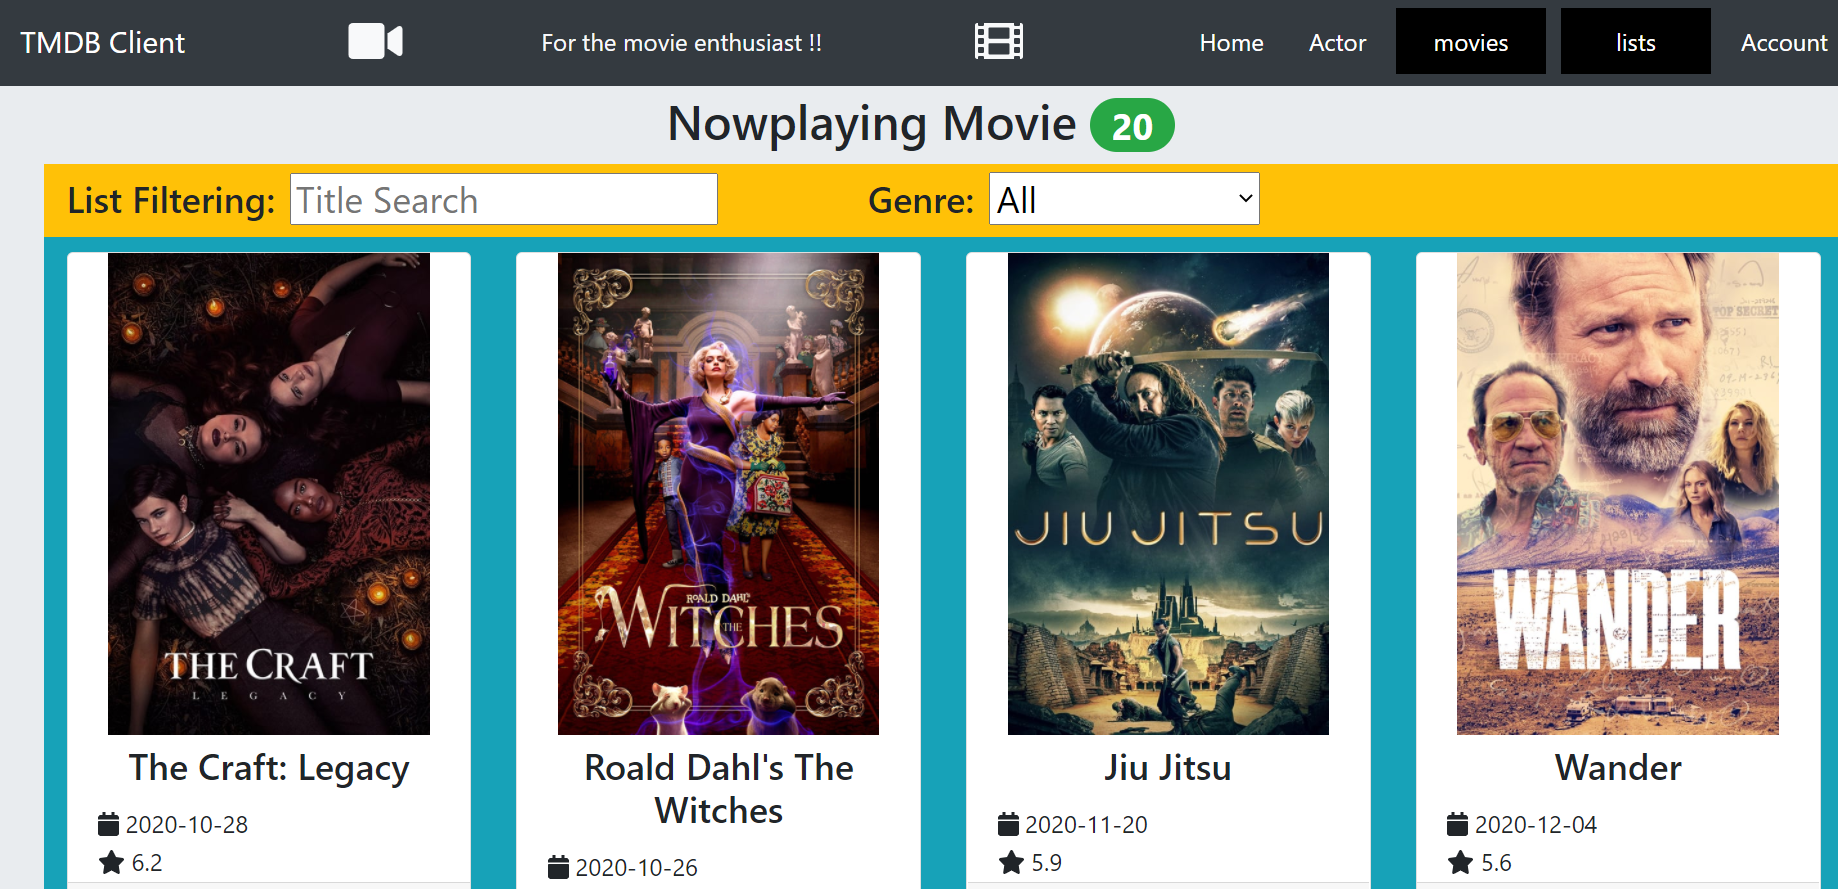 TMDB Client
For the movie enthusiast !!
Home
Actor
movies
lists
Account
Nowplaying Movie 20
List Filtering:
Title Search
Genre:
All
THE CRAFT
LEGACY
ROALD DAHL'S
THE
WITCHES
JIU JITSU
TOP SECRET
WANDER
The Craft: Legacy
2020-10-28
6.2
Roald Dahl's The
Witches
2020-10-26
Jiu Jitsu
2020-11-20
5.9
Wander
2020-12-04
5.6